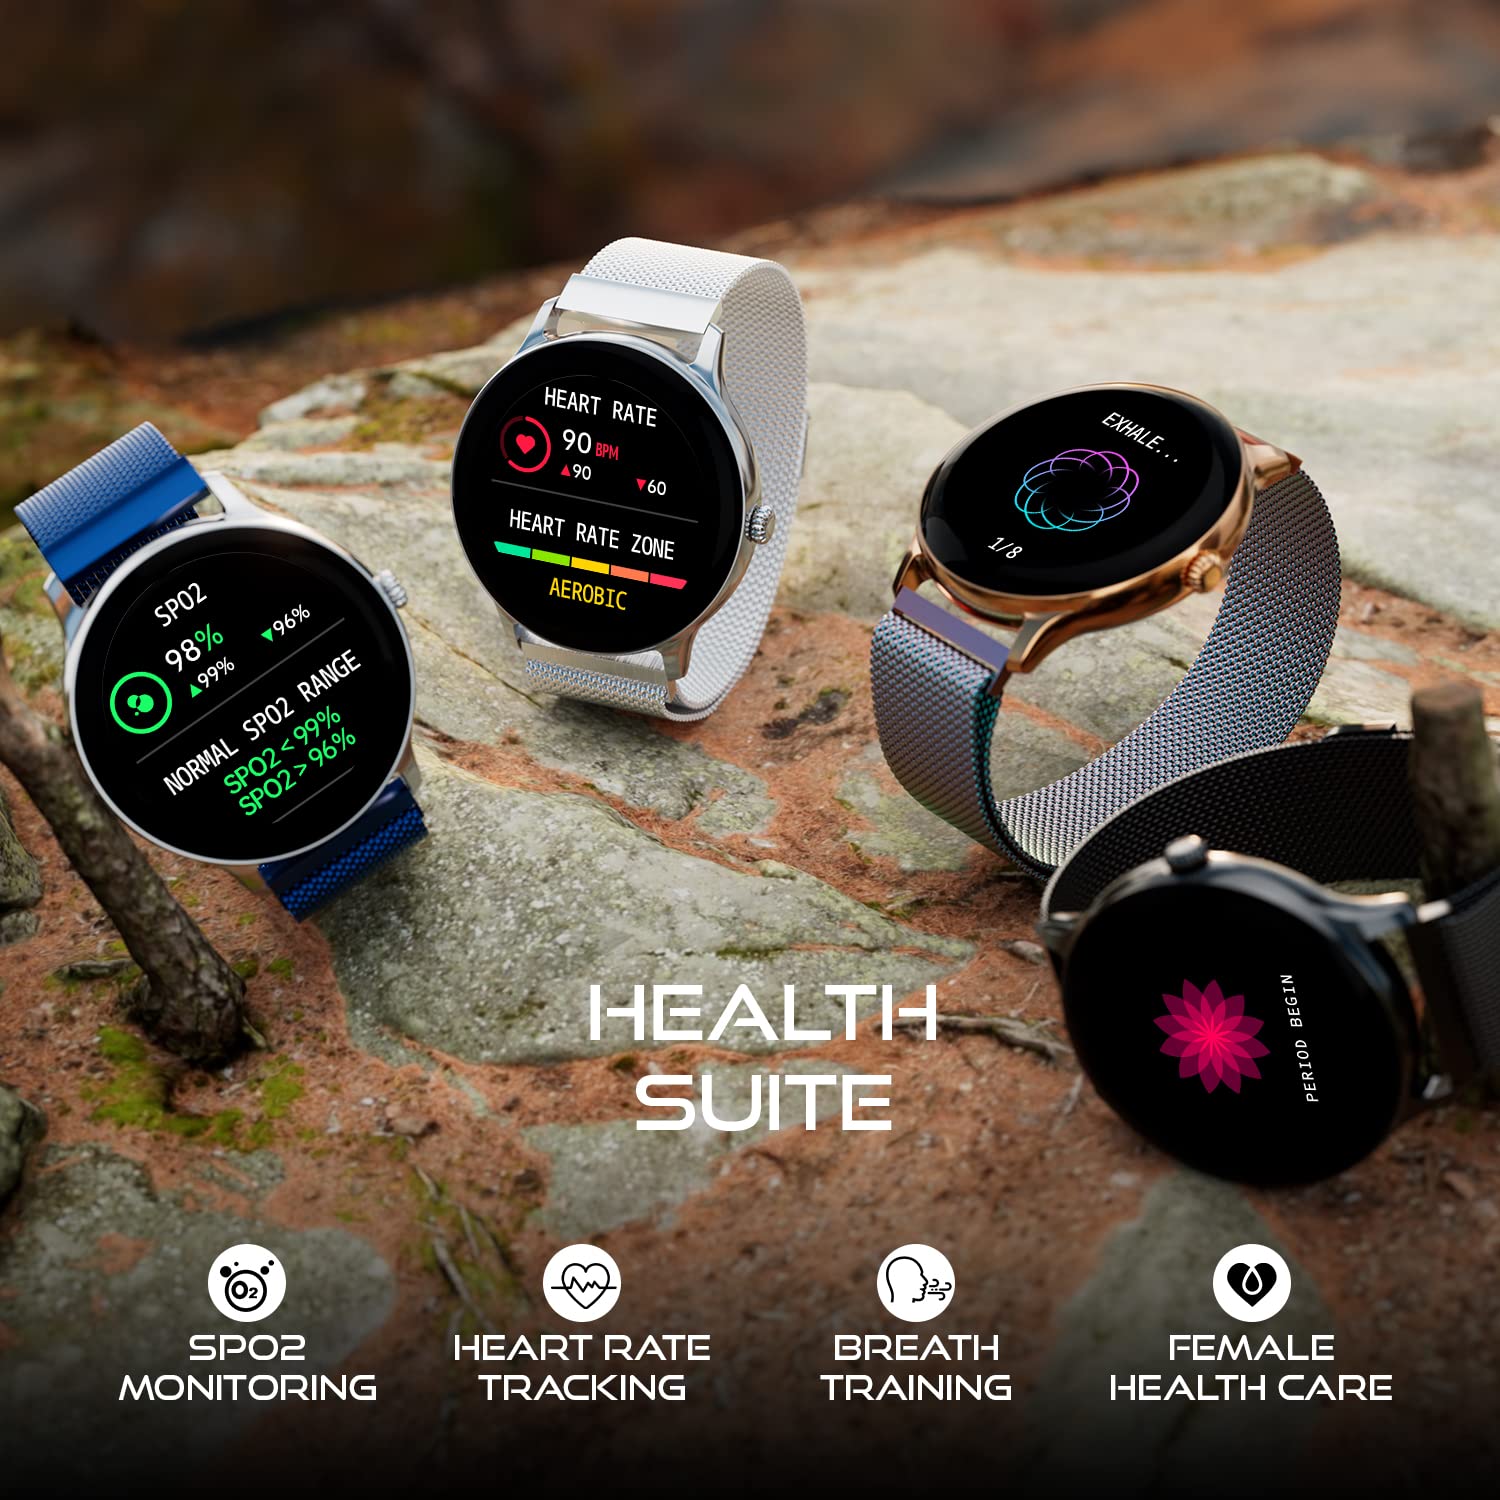 SPO2
98%
▲99%
▼96%
NORMAL SPO2 RANGE
SPO2 < 99%
SPO2 > 96%
HEART RATE
90 BPM
▲90
▼60
HEART RATE ZONE
AEROBIC
EXHALE...
1/8
PERIOD BEGIN
HEALTH
SUITE
O2
SPO2
MONITORING
HEART RATE
TRACKING
BREATH
TRAINING
FEMALE
HEALTH CARE